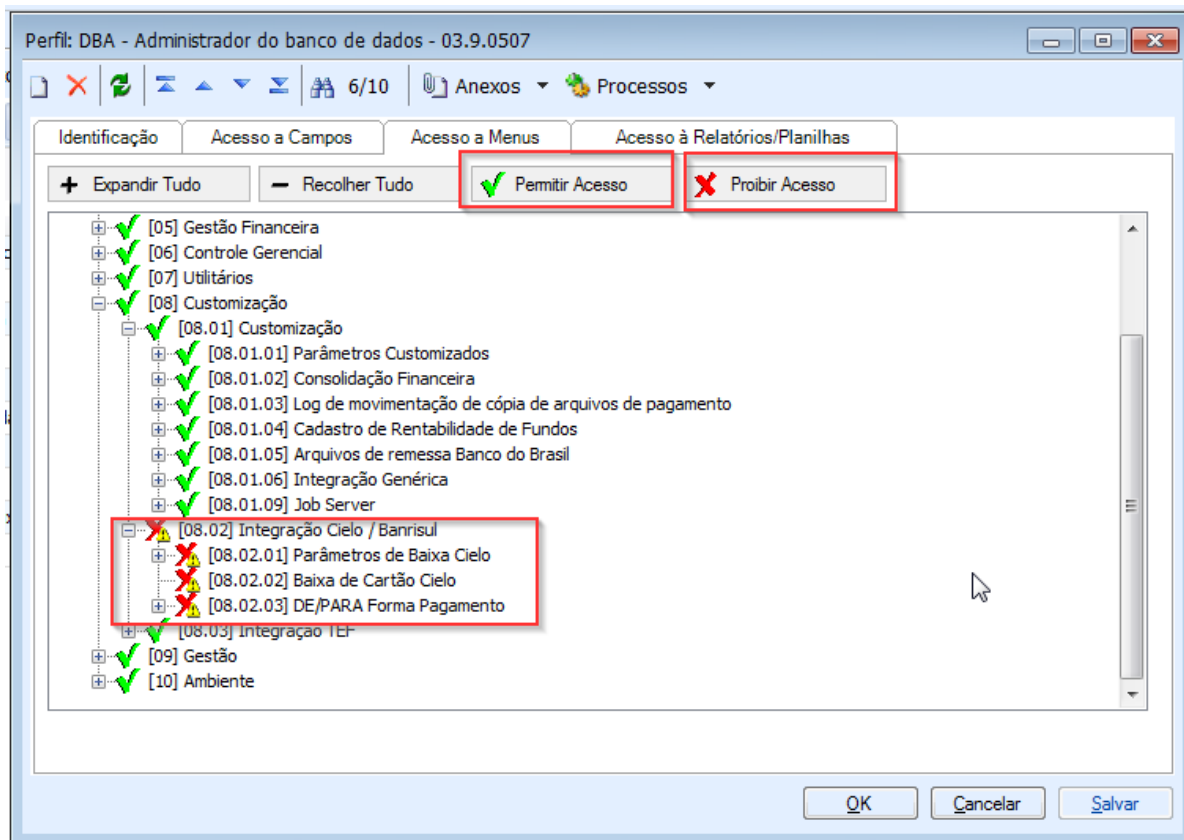 Perfil: DBA - Administrador do banco de dados - 03.9.0507
6/10 Anexos Processos
Identificação Acesso a Campos Acesso a Menus Acesso à Relatórios/Planilhas
Expandir Tudo Recolher Tudo Permitir Acesso Proibir Acesso
[05] Gestão Financeira
[06] Controle Gerencial
[07] Utilitários
[08] Customização
[08.01] Customização
[08.01.01] Parâmetros Customizados
[08.01.02] Consolidação Financeira
[08.01.03] Log de movimentação de cópia de arquivos de pagamento
[08.01.04] Cadastro de Rentabilidade de Fundos
[08.01.05] Arquivos de remessa Banco do Brasil
[08.01.06] Integração Genérica
[08.01.09] Job Server
[08.02] Integração Cielo / Banrisul
[08.02.01] Parâmetros de Baixa Cielo
[08.02.02] Baixa de Cartão Cielo
[08.02.03] DE/PARA Forma Pagamento
[08.03] Integração TEF
[09] Gestão
[10] Ambiente
OK Cancelar Salvar